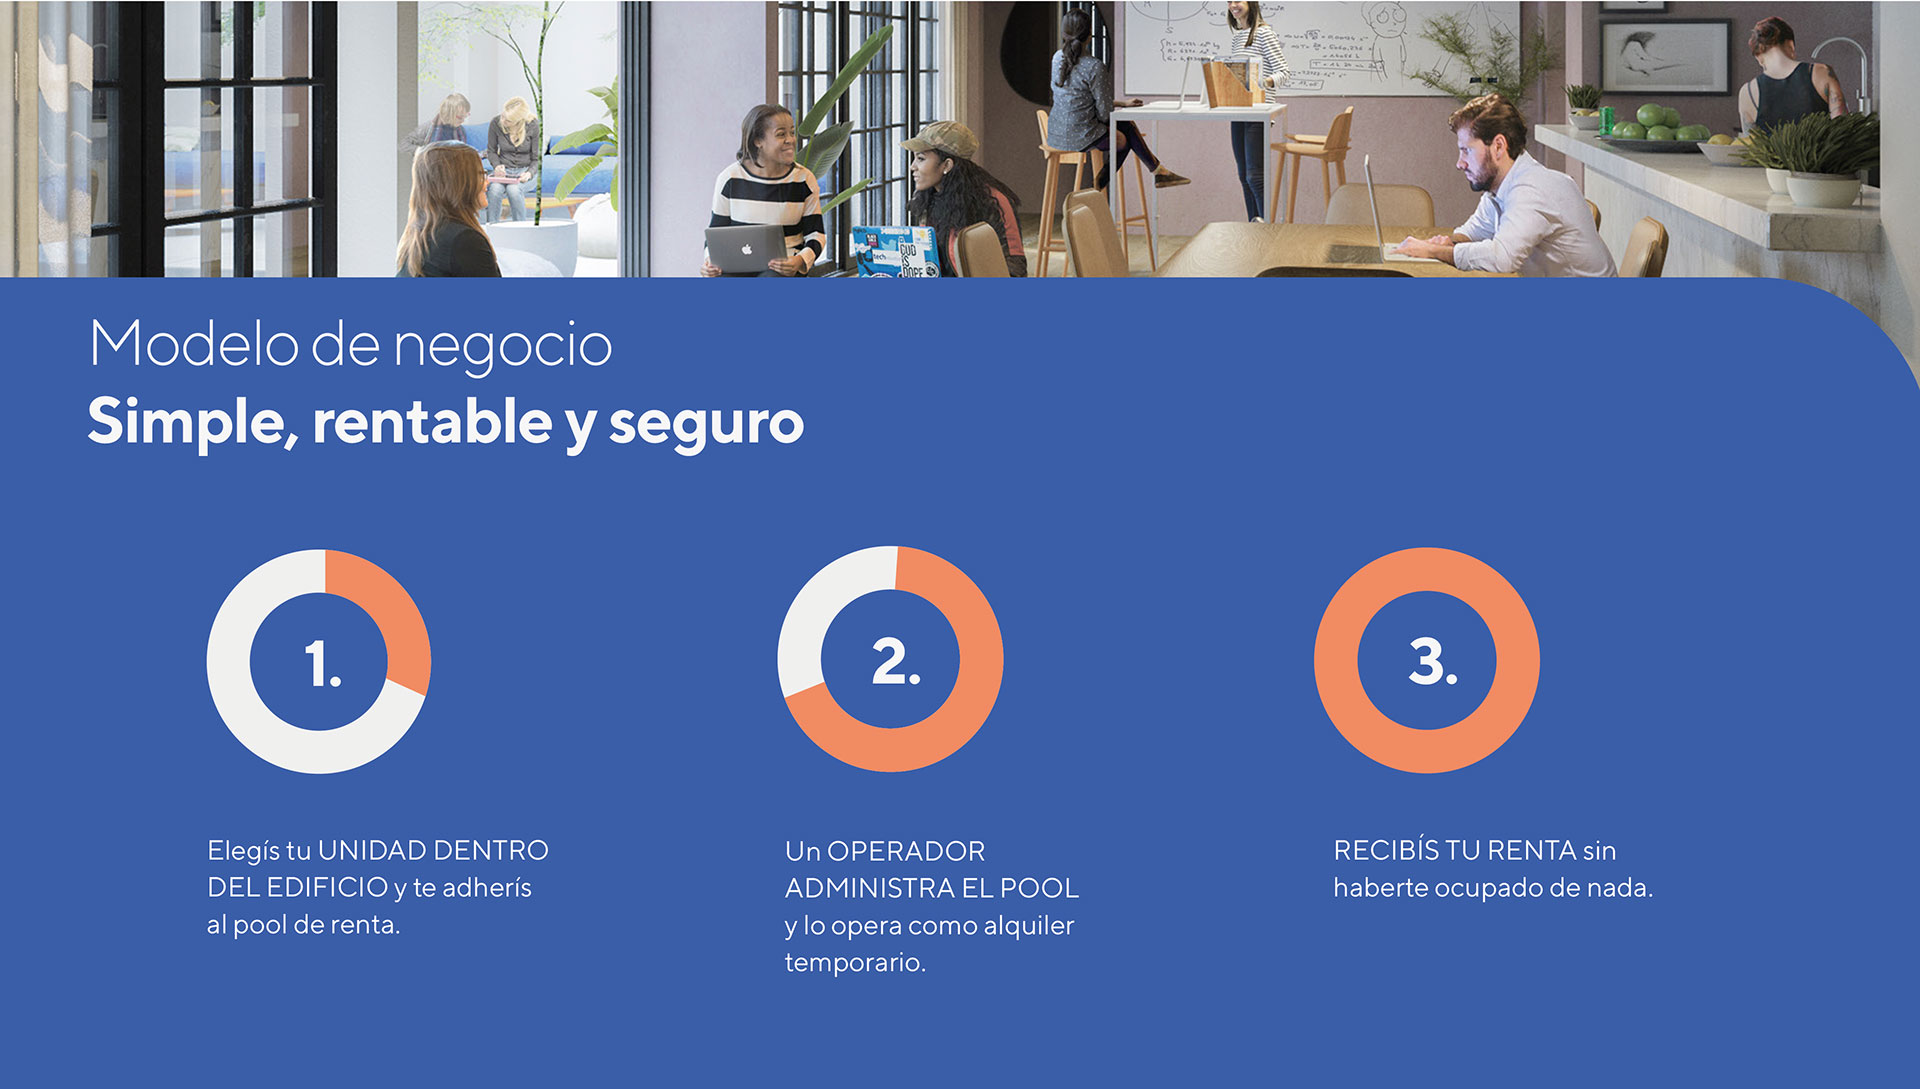 Modelo de negocio
Simple, rentable y seguro
1.
Elegís tu UNIDAD DENTRO
DEL EDIFICIO y te adherís
al pool de renta.
2.
Un OPERADOR
ADMINISTRA EL POOL
y lo opera como alquiler
temporario.
3.
RECIBÍS TU RENTA sin
haberte ocupado de nada.